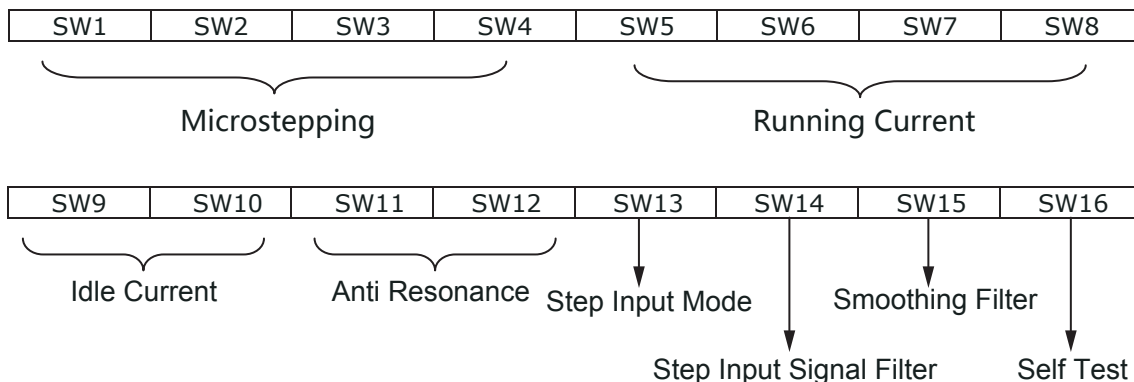 SW1 SW2 SW3 SW4 SW5 SW6 SW7 SW8
Microstepping Running Current
SW9 SW10 SW11 SW12 SW13 SW14 SW15 SW16
Idle Current Anti Resonance Step Input Mode Smoothing Filter
Step Input Signal Filter Self Test